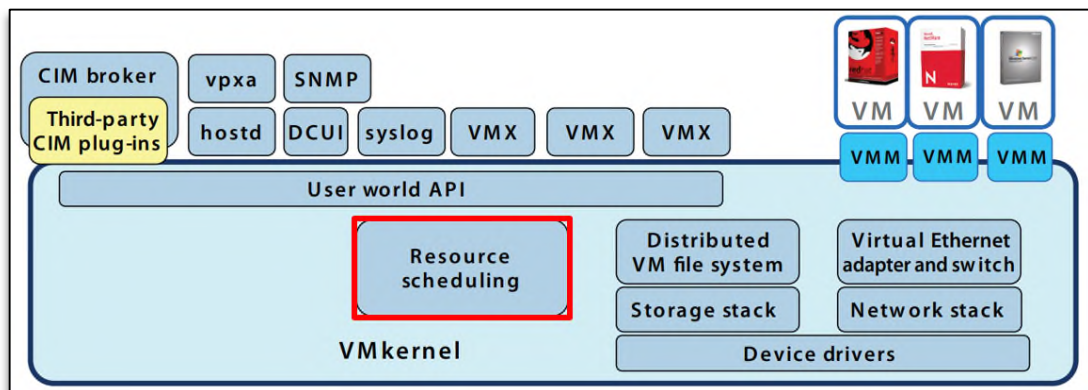 CIM broker
Third-party
CIM plug-ins
vpxa
SNMP
hostd
DCUI
syslog
VMX
VMX
VMX
VM
N
VM
VM
VMM
VMM
VMM
User world API
Resource
scheduling
Distributed
VM file system
Virtual Ethernet
adapter and switch
Storage stack
Network stack
VMkernel
Device drivers